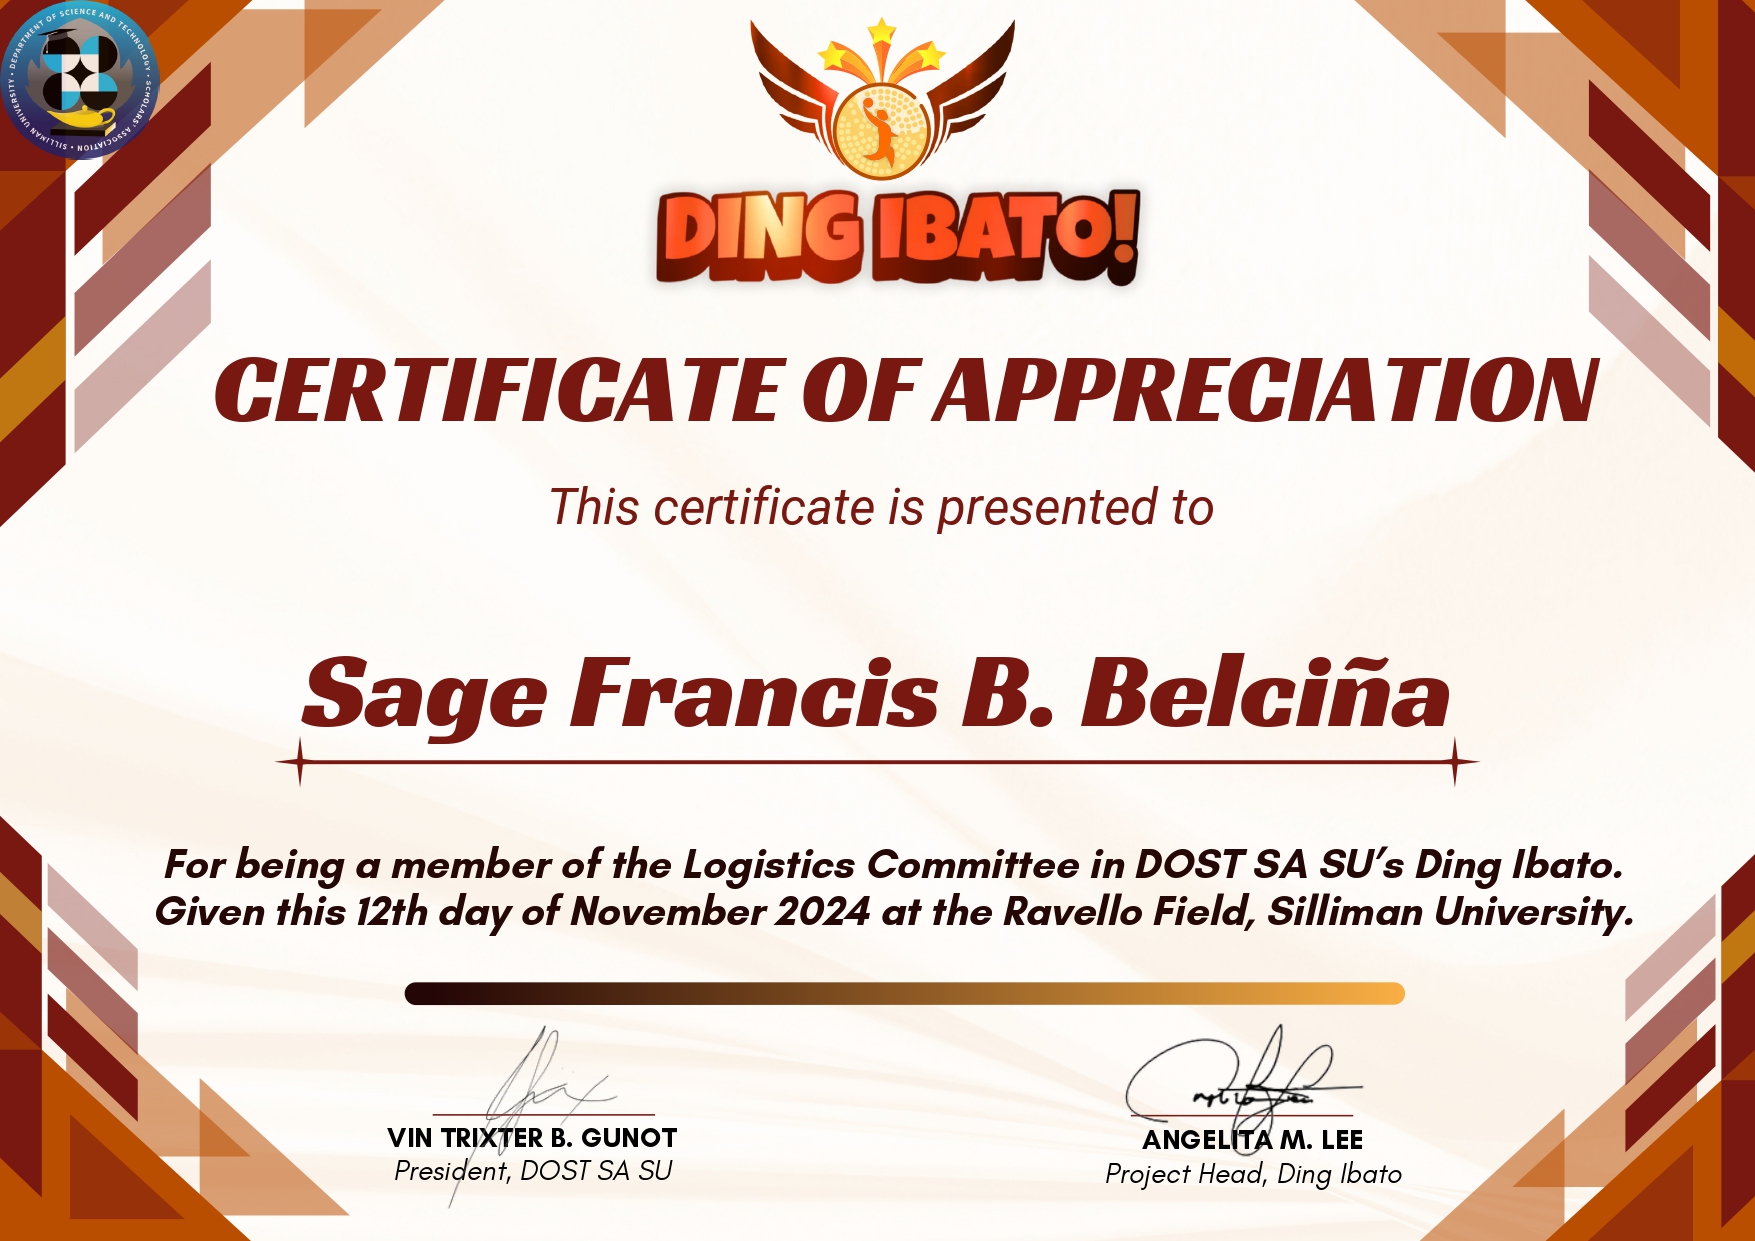 DEPARTMENT OF SCIENCE AND TECHNOLOGY • SCHOLARS' ASSOCIATION • SILLIMAN UNIVERSITY •
DING IBATO!
CERTIFICATE OF APPRECIATION
This certificate is presented to
Sage Francis B. Belciña
For being a member of the Logistics Committee in DOST SA SU’s Ding Ibato.
Given this 12th day of November 2024 at the Ravello Field, Silliman University.
VIN TRIXTER B. GUNOT
President, DOST SA SU
ANGELITA M. LEE
Project Head, Ding Ibato